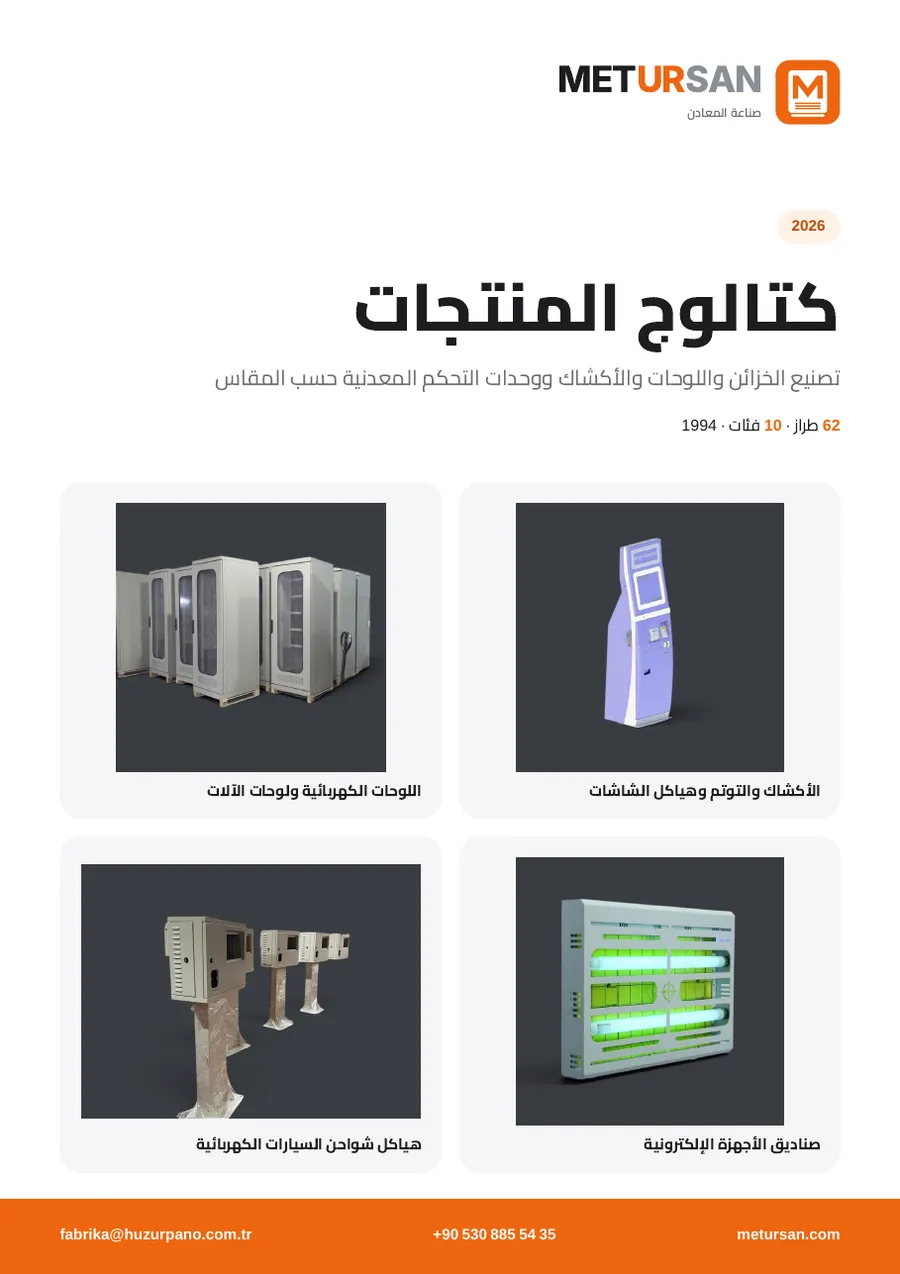 METURSAN
صناعة المعادن
2026
كتالوج المنتجات
تصنيع الخزائن واللوحات والأكشاك ووحدات التحكم المعدنية حسب المقاس
62 طراز · 10 فئات · 1994
الأكشاك والتوتم وهياكل الشاشات
اللوحات الكهربائية ولوحات الآلات
صناديق الأجهزة الإلكترونية
هياكل شواحن السيارات الكهربائية
metursan.com
+90 530 885 54 35
fabrika@huzurpano.com.tr